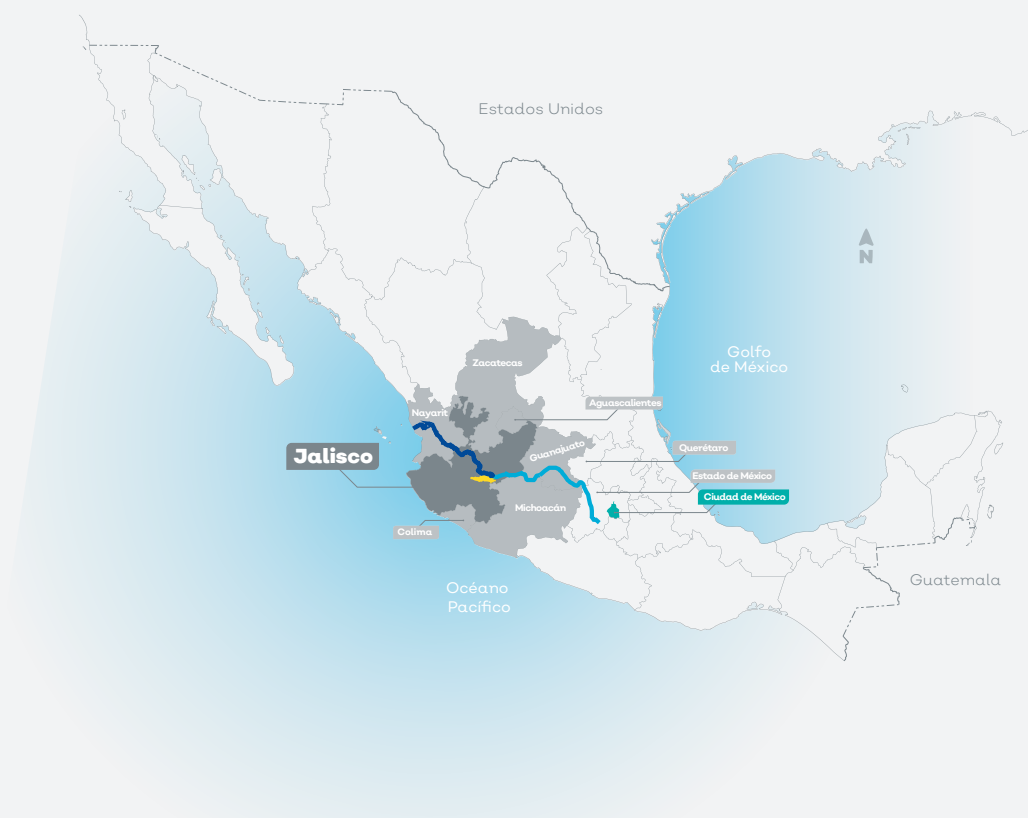 Estados Unidos
N
Golfo
de México
Zacatecas
Aguascalientes
Nayarit
Guanajuato
Querétaro
Jalisco
Estado de México
Ciudad de México
Michoacán
Colima
Océano
Pacífico
Guatemala